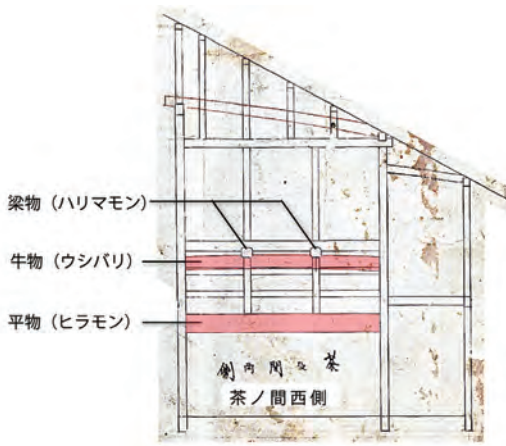 梁物（ハリマモン）
牛物（ウシバリ）
平物（ヒラモン）
茶ノ間西側